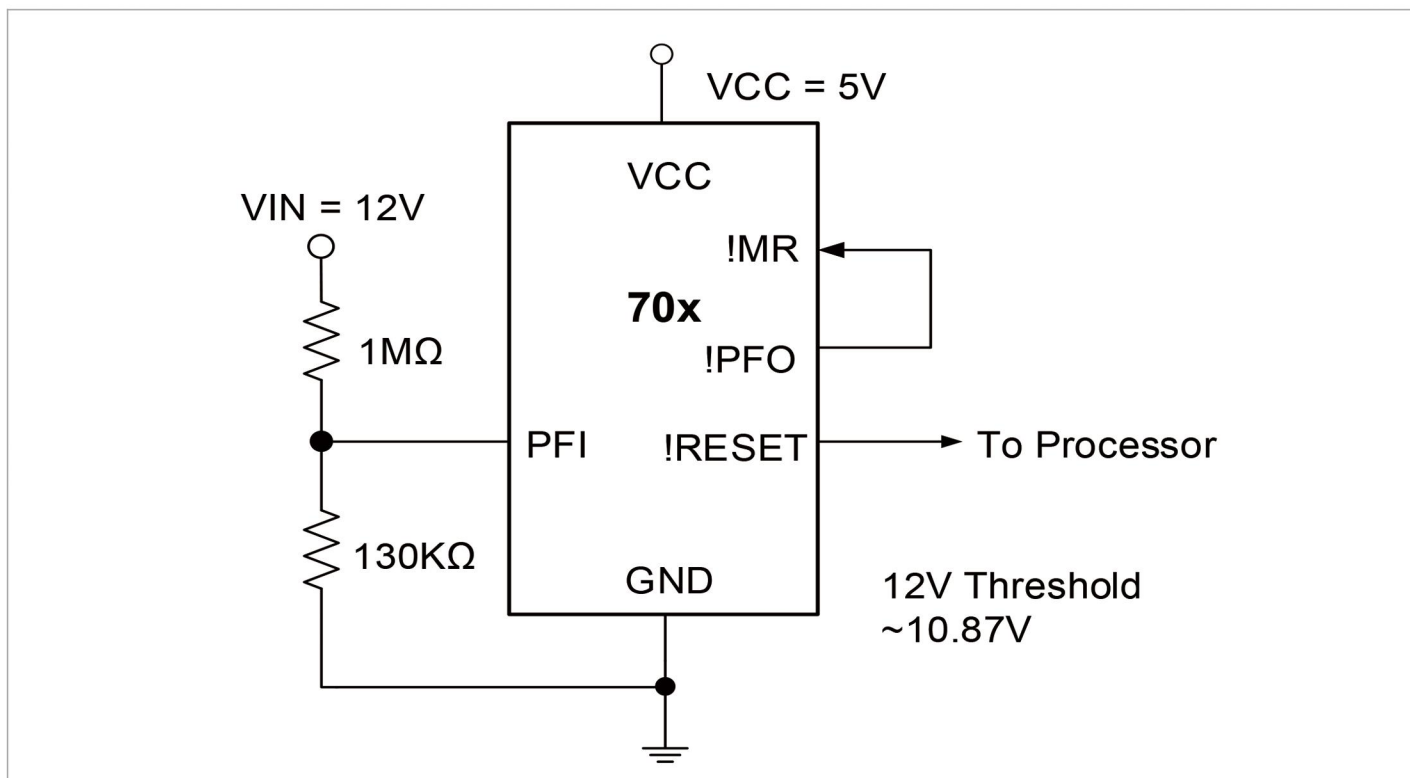 VCC = 5V
VCC
VIN = 12V
!MR
70x
1MΩ
!PFO
PFI
!RESET
To Processor
130KΩ
GND
12V Threshold
~10.87V